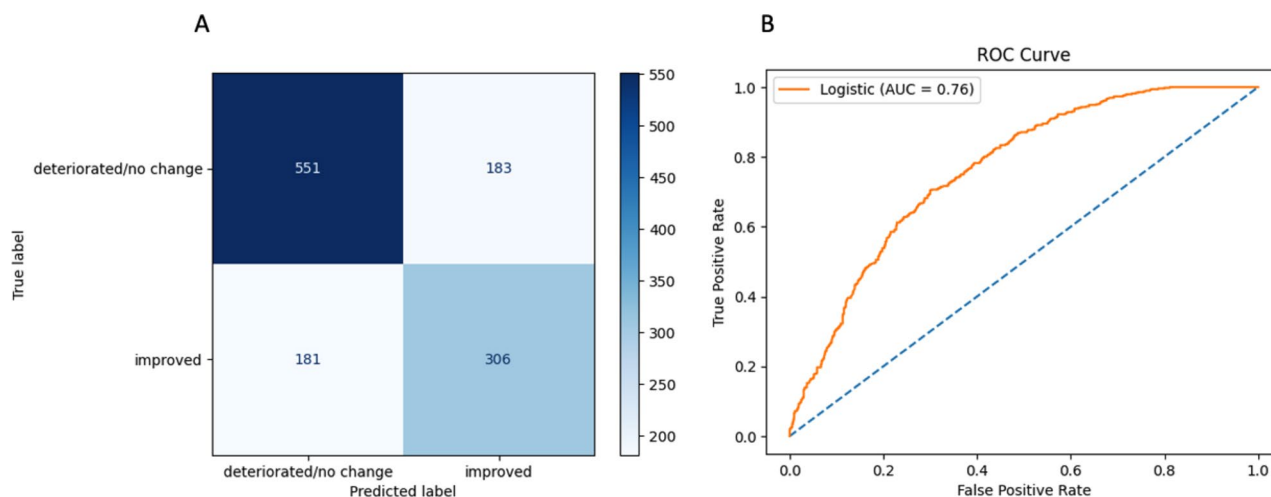 A
deteriorated/no change
improved
True label
551
183
181
306
deteriorated/no change
improved
Predicted label
550
500
450
400
350
300
250
200
B
ROC Curve
Logistic (AUC = 0.76)
True Positive Rate
1.0
0.8
0.6
0.4
0.2
0.0
0.0
0.2
0.4
0.6
0.8
1.0
False Positive Rate